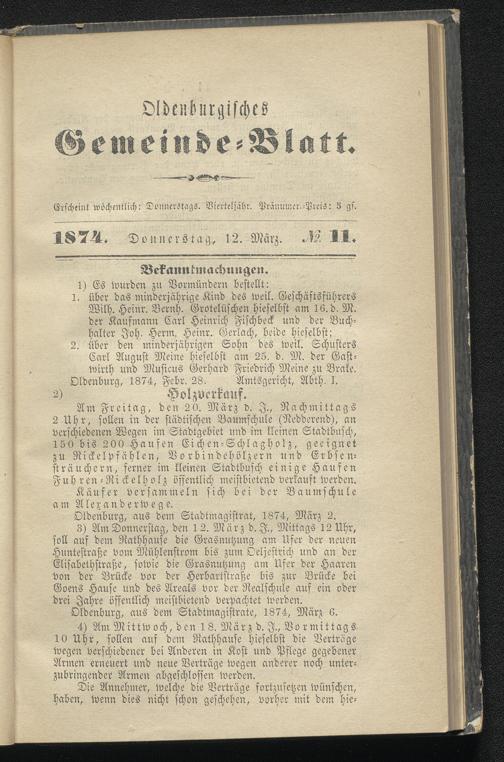 Oldenburgisches
Gemeinde-Blatt.
Erscheint wöchentlich: Donnerstags. Vierteljähr. Pränumer.-Preis: 3 gs.
1874. Donnerstag, 12. März. № 11.
Bekanntmachungen.
1) Es wurden zu Vormündern bestellt:
1. über das minderjährige Kind des weil. Geschäftsführers
Wilh. Heinr. Bernh. Grotelüschen hieselbst am 16. d. M.
der Kaufmann Carl Heinrich Fischbeck und der Buch-
halter Joh. Herm. Heinr. Gerlach, beide hieselbst;
2. über den minderjährigen Sohn des weil. Schusters
Carl August Meine hieselbst am 25. d. M. der Gast-
wirth und Musicus Gerhard Friedrich Meine zu Brake.
Oldenburg, 1874, Febr. 28. Amtsgericht, Abth. I.
2) Holzverkauf.
Am Freitag, den 20. März d. J., Nachmittags
2 Uhr, sollen in der städtischen Baumschule (Nedderend), an
verschiedenen Wegen im Stadtgebiet und im kleinen Stadtbusch,
150 bis 200 Haufen Eichen-Schlagholz, geeignet
zu Rickelpfählen, Vorbindehölzern und Erbsen-
sträuchern, ferner im kleinen Stadtbusch einige Haufen
Fuhren-Rickelholz öffentlich meistbietend verkauft werden.
Käufer versammeln sich bei der Baumschule
am Alexanderwege.
Oldenburg, aus dem Stadtmagistrat, 1874, März 2.
3) Am Donnerstag, den 12. März d. J., Mittags 12 Uhr,
soll auf dem Rathhause die Grasnutzung am Ufer der neuen
Huntestraße vom Mühlenstrom bis zum Oeljestrich und an der
Elisabethstraße, sowie die Grasnutzung am Ufer der Haaren
von der Brücke vor der Herbartstraße bis zur Brücke bei
Goens Hause und des Areals vor der Realschule auf ein oder
drei Jahre öffentlich meistbietend verpachtet werden.
Oldenburg, aus dem Stadtmagistrate, 1874, März 6.
4) Am Mittwoch, den 18. März d. J., Vormittags
10 Uhr, sollen auf dem Rathhause hieselbst die Verträge
wegen verschiedener bei Anderen in Kost und Pflege gegebener
Armen erneuert und neue Verträge wegen anderer noch unter-
zubringender Armen abgeschlossen werden.
Die Annehmer, welche die Verträge fortzusetzen wünschen,
haben, wenn dies nicht schon geschehen, vorher mit dem hie-